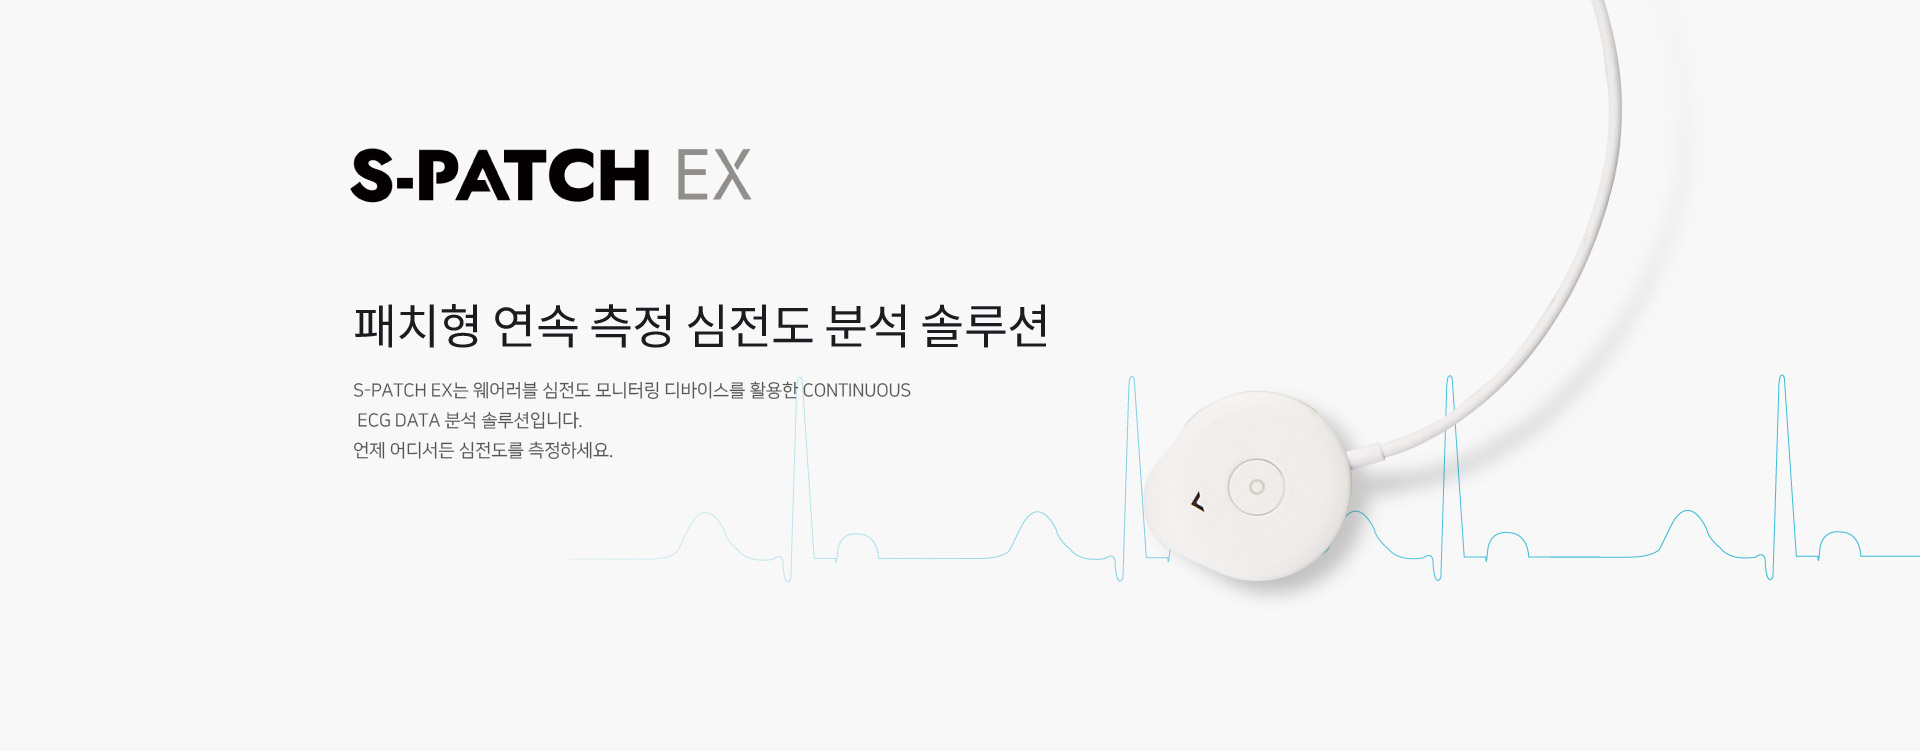 S-PATCH EX
패치형 연속 측정 심전도 분석 솔루션
S-PATCH EX는 웨어러블 심전도 모니터링 디바이스를 활용한 CONTINUOUS
ECG DATA 분석 솔루션입니다.
언제 어디서든 심전도를 측정하세요.